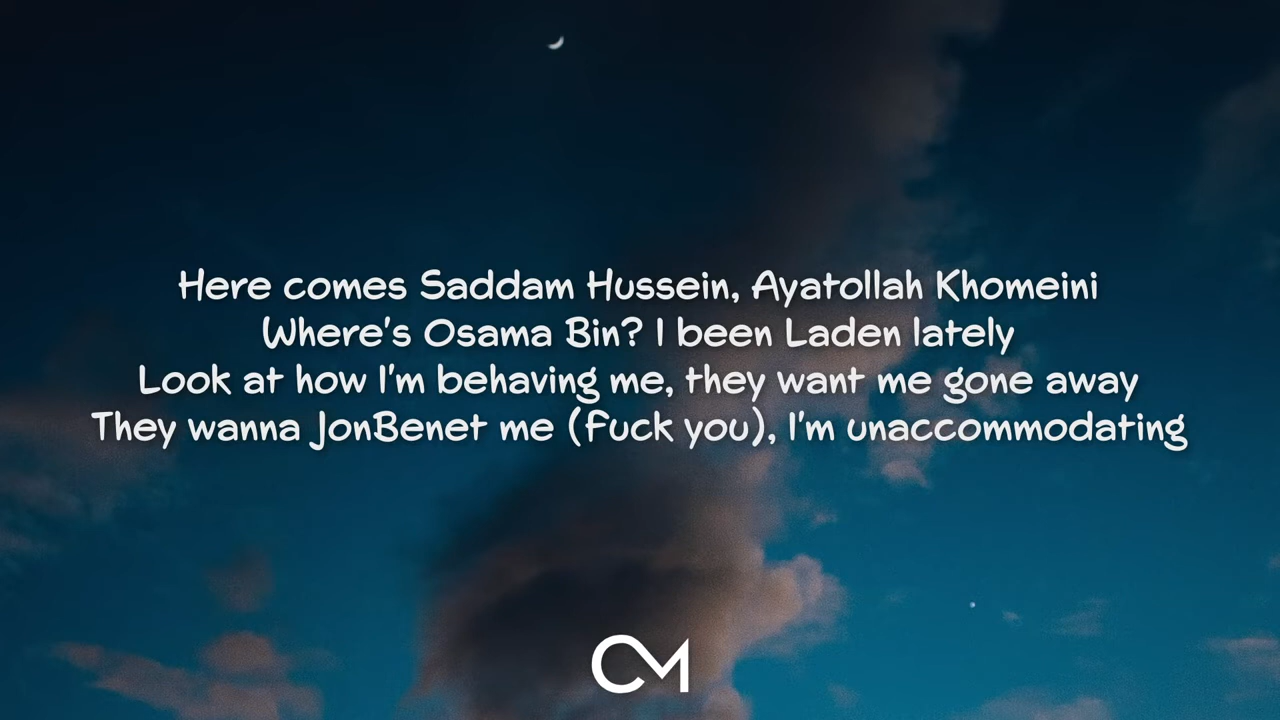 Here comes Saddam Hussein, Ayatollah Khomeini
Where's Osama Bin? I been Laden lately
Look at how I'm behaving me, they want me gone away
They wanna JonBenet me (Fuck you), I'm unaccommodating
CM